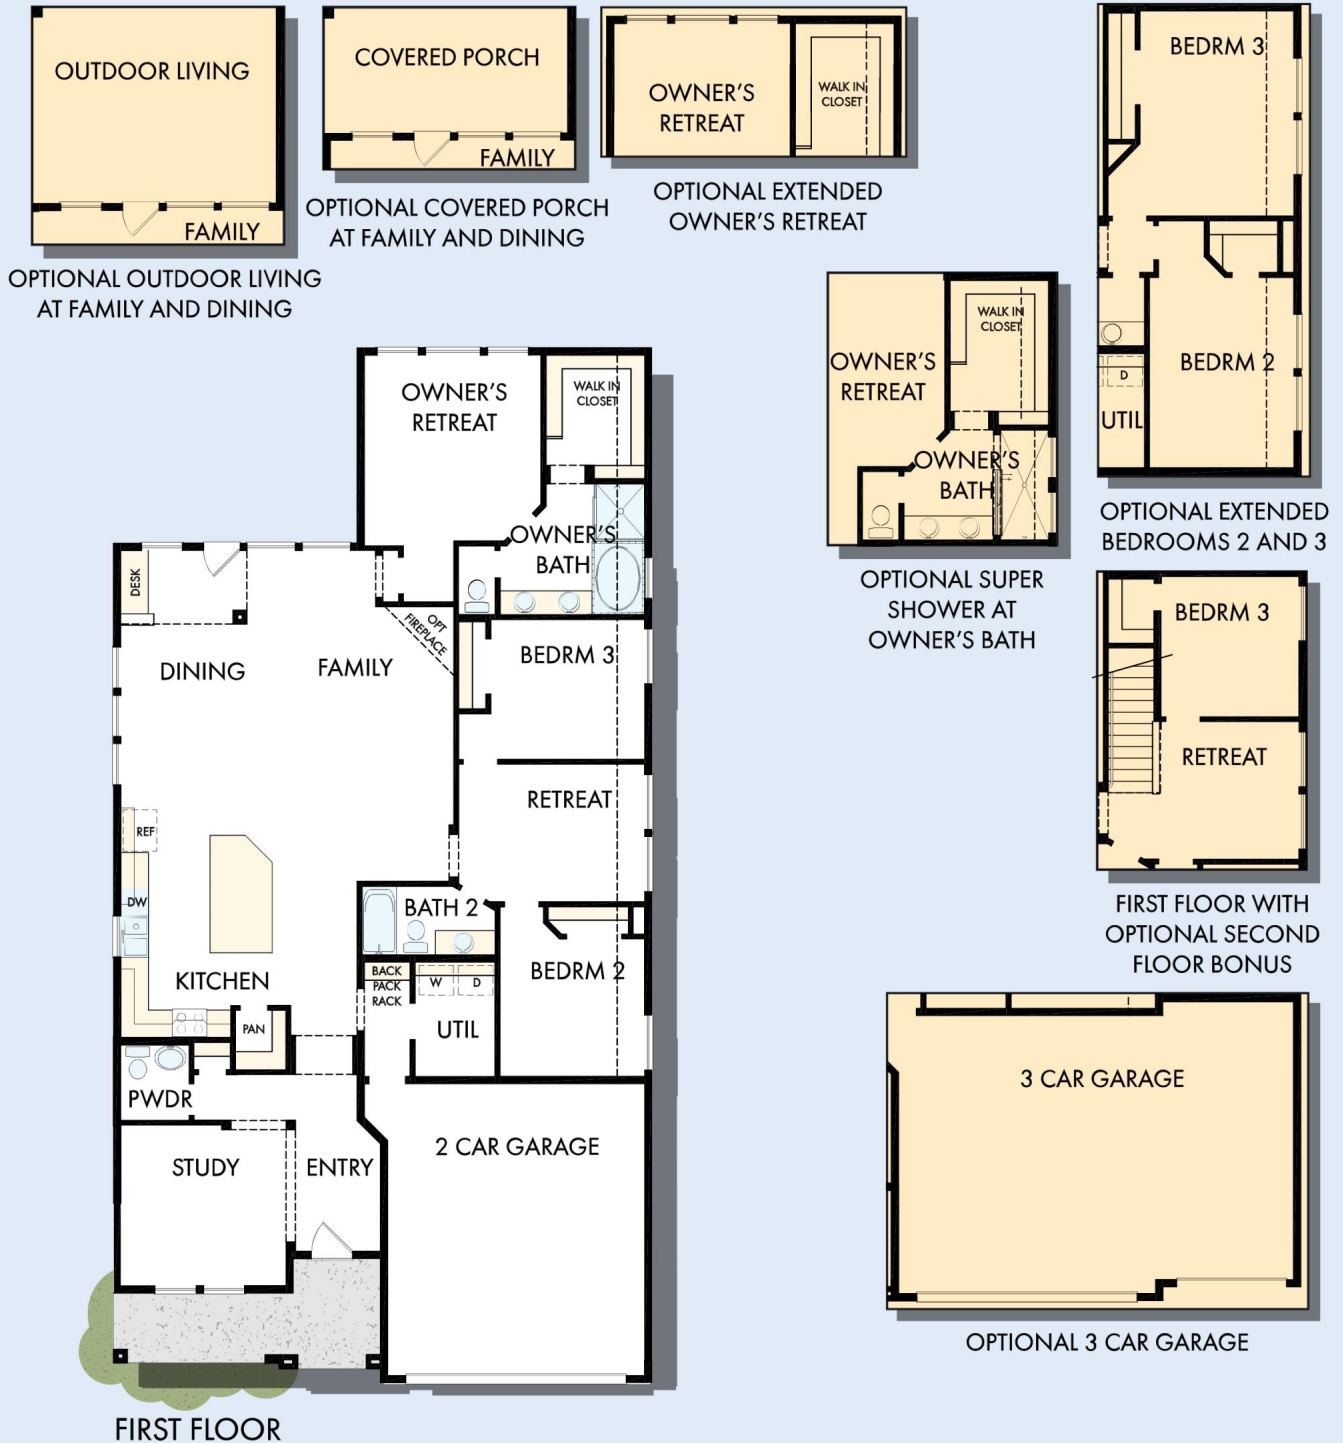 OUTDOOR LIVING
FAMILY
OPTIONAL OUTDOOR LIVING
AT FAMILY AND DINING
COVERED PORCH
FAMILY
OPTIONAL COVERED PORCH
AT FAMILY AND DINING
OWNER'S
RETREAT
WALK IN
CLOSET
OPTIONAL EXTENDED
OWNER'S RETREAT
BEDRM 3
BEDRM 2
D
UTIL
OPTIONAL EXTENDED
BEDROOMS 2 AND 3
WALK IN
CLOSET
OWNER'S
RETREAT
OWNER'S
BATH
OPTIONAL SUPER
SHOWER AT
OWNER'S BATH
BEDRM 3
RETREAT
FIRST FLOOR WITH
OPTIONAL SECOND
FLOOR BONUS
3 CAR GARAGE
OPTIONAL 3 CAR GARAGE
OWNER'S
RETREAT
WALK IN
CLOSET
OWNER'S
BATH
DESK
OPT
FIREPLACE
DINING
FAMILY
BEDRM 3
RETREAT
REF
DW
BATH 2
KITCHEN
BACK
PACK
RACK
W
D
BEDRM 2
PAN
UTIL
PWDR
STUDY
ENTRY
2 CAR GARAGE
FIRST FLOOR